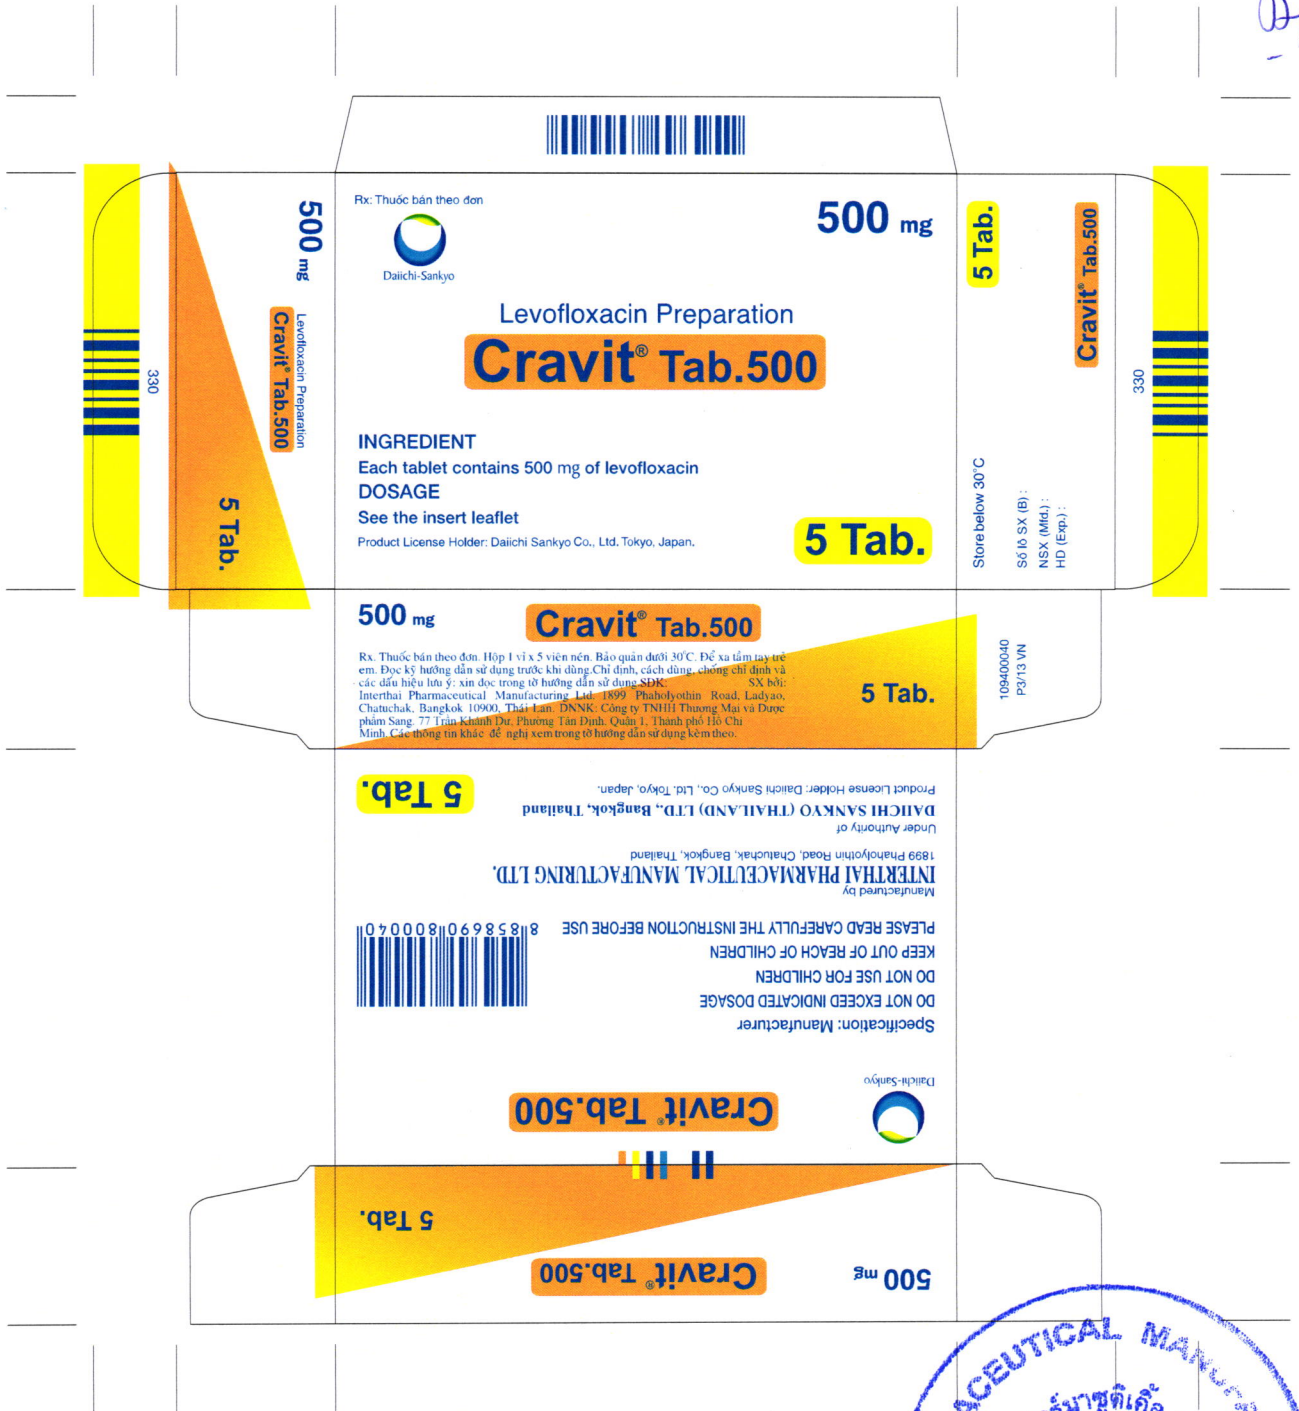 Rx: Thuốc bán theo đơn
Daiichi-Sankyo
500 mg
Levofloxacin Preparation
Cravit® Tab.500
INGREDIENT
Each tablet contains 500 mg of levofloxacin
DOSAGE
See the insert leaflet
Product License Holder: Daiichi Sankyo Co., Ltd. Tokyo, Japan.
5 Tab.
500 mg
Levofloxacin Preparation
Cravit® Tab.500
5 Tab.
330
5 Tab.
Cravit® Tab.500
Store below 30°C
Số lô SX (B) :
NSX (Mfd.) :
HD (Exp.) :
330
500 mg
Cravit® Tab.500
Rx. Thuốc bán theo đơn. Hộp 1 vỉ x 5 viên nén. Bảo quản dưới 30°C. Để xa tầm tay trẻ
em. Đọc kỹ hướng dẫn sử dụng trước khi dùng.Chỉ định, cách dùng, chống chỉ định và
các dấu hiệu lưu ý: xin đọc trong tờ hướng dẫn sử dụng.SDK: SX bởi:
Interthai Pharmaceutical Manufacturing Ltd. 1899 Phaholyothin Road, Ladyao,
Chatuchak, Bangkok 10900, Thái Lan. DNNK: Công ty TNHH Thương Mại và Dược
phẩm Sang. 77 Trần Khánh Dư, Phường Tân Định. Quận 1, Thành phố Hồ Chí
Minh. Các thông tin khác đề nghị xem trong tờ hướng dẫn sử dụng kèm theo.
5 Tab.
109400040
P3/13 VN
Cravit® Tab.500
Daiichi-Sankyo
Specification: Manufacturer
DO NOT EXCEED INDICATED DOSAGE
DO NOT USE FOR CHILDREN
KEEP OUT OF REACH OF CHILDREN
PLEASE READ CAREFULLY THE INSTRUCTION BEFORE USE
8 858690 800040
Manufactured by
INTERTHAI PHARMACEUTICAL MANUFACTURING LTD.
1899 Phaholyothin Road, Chatuchak, Bangkok, Thailand
Under Authority of
DAIICHI SANKYO (THAILAND) LTD., Bangkok, Thailand
Product License Holder: Daiichi Sankyo Co., Ltd. Tokyo, Japan.
5 Tab.
500 mg
Cravit® Tab.500
5 Tab.